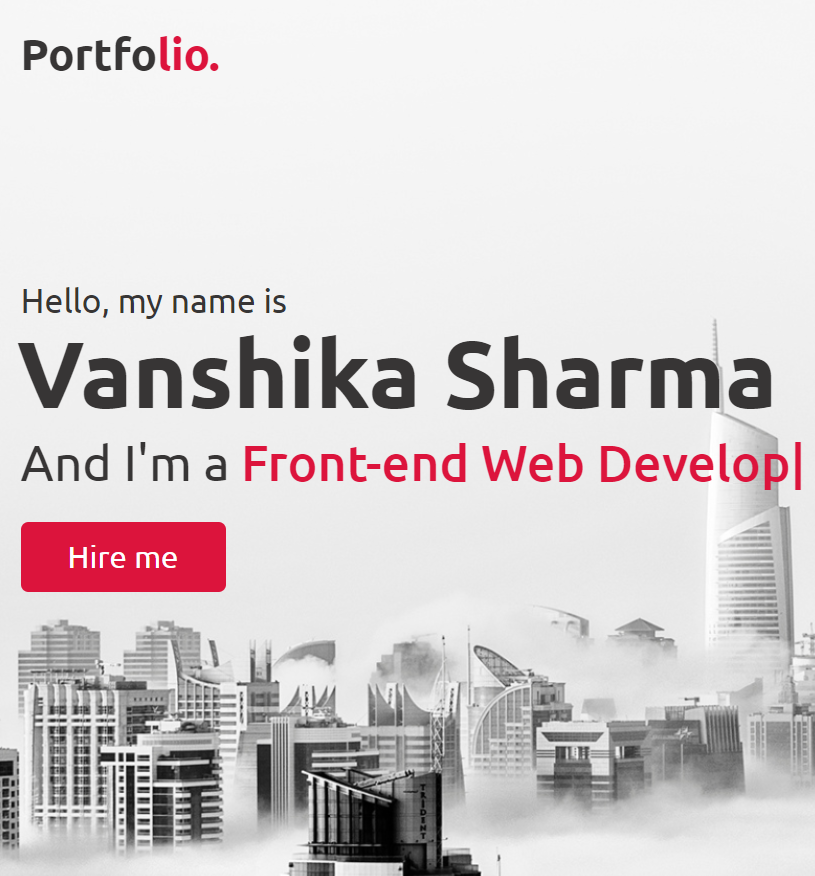 Portfolio.
Hello, my name is
Vanshika Sharma
And I'm a Front-end Web Develop|
Hire me
TRIDENT